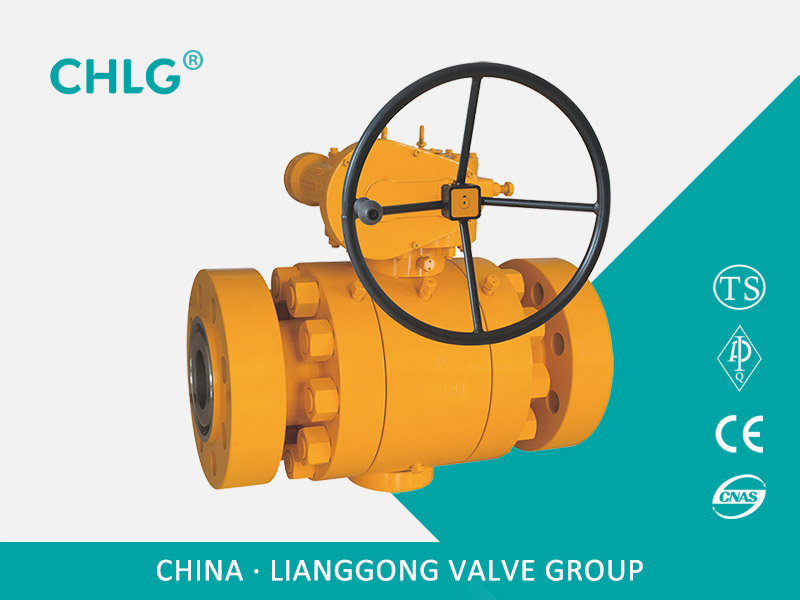 CHLG®
TS
CE
CNAS
CHINA · LIANGGONG VALVE GROUP